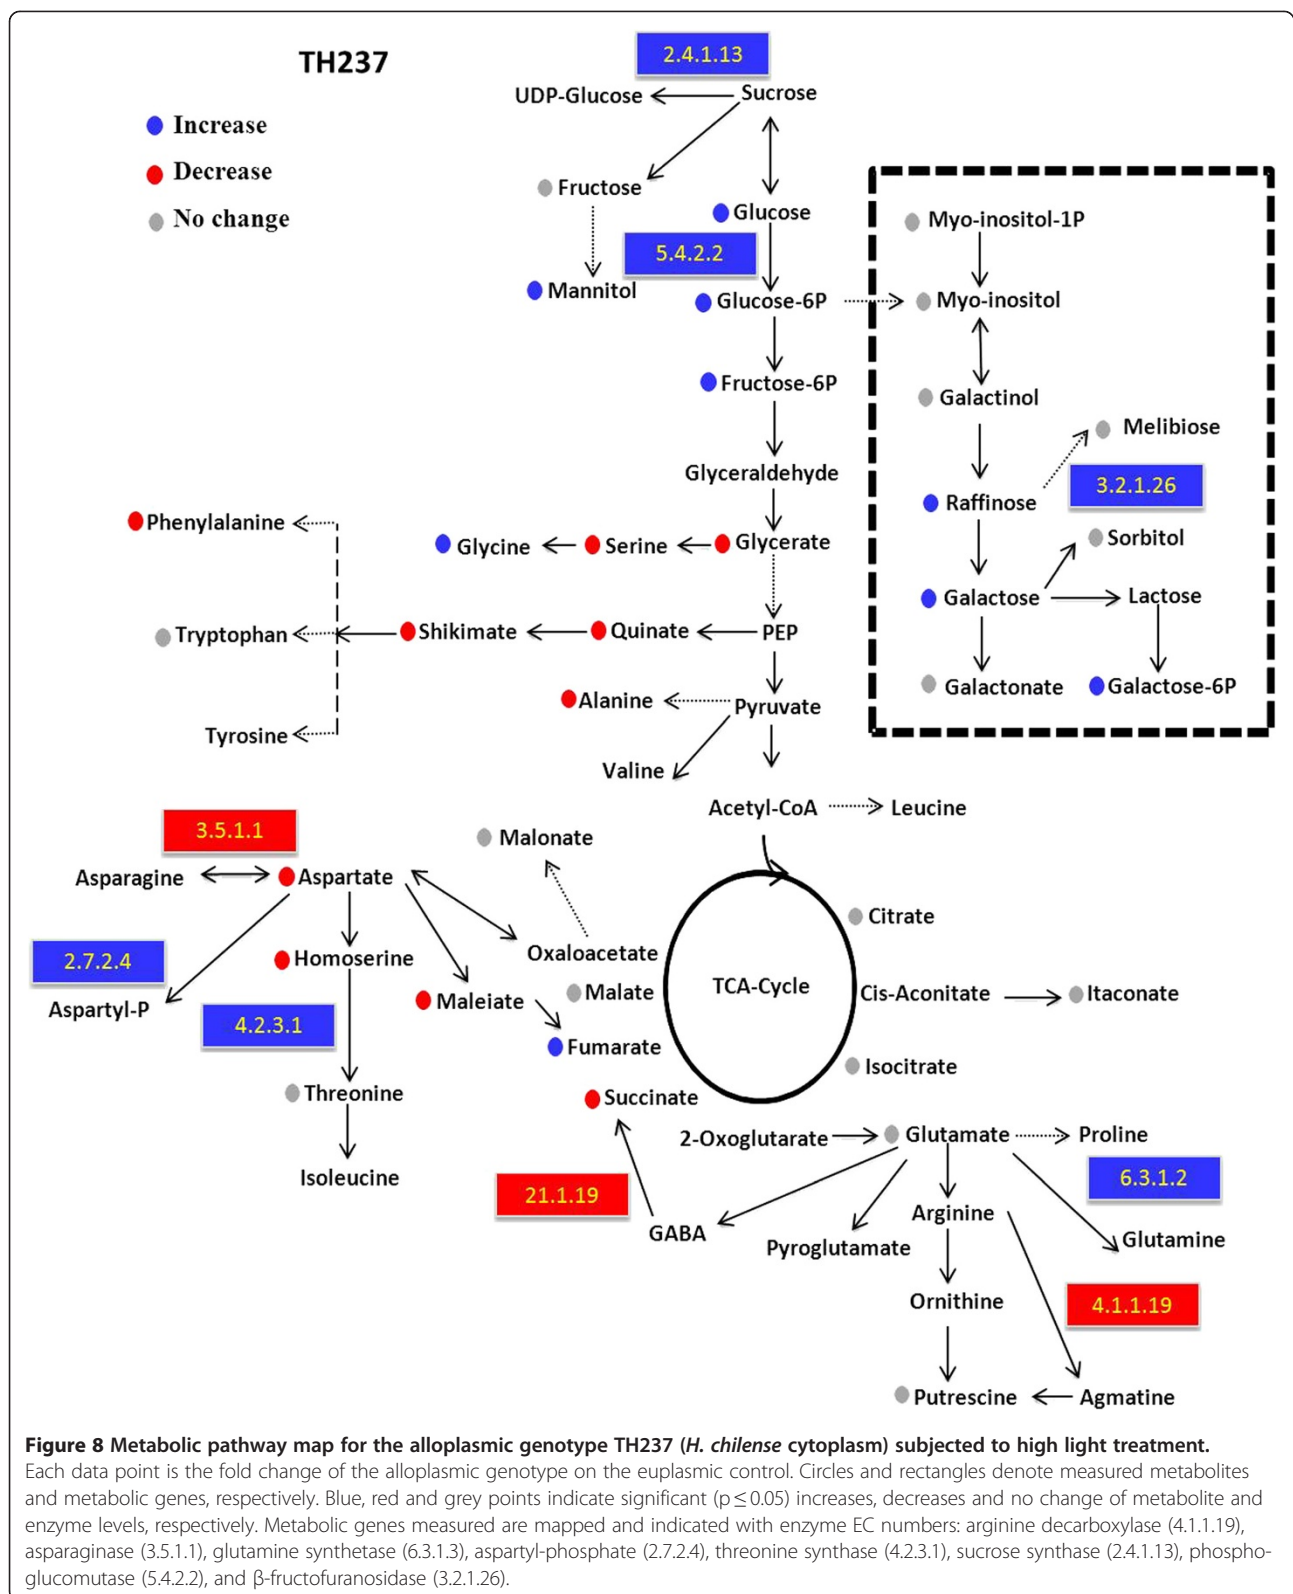 TH237
Increase
Decrease
No change
2.4.1.13
UDP-Glucose
Sucrose
Fructose
Glucose
5.4.2.2
Mannitol
Glucose-6P
Fructose-6P
Glyceraldehyde
Myo-inositol-1P
Myo-inositol
Galactinol
Melibiose
Raffinose
3.2.1.26
Sorbitol
Galactose
Lactose
Galactonate
Galactose-6P
Phenylalanine
Glycine
Serine
Glycerate
Tryptophan
Shikimate
Quinate
PEP
Alanine
Pyruvate
Tyrosine
Valine
Acetyl-CoA
Leucine
3.5.1.1
Malonate
Asparagine
Aspartate
Citrate
2.7.2.4
Homoserine
Oxaloacetate
TCA-Cycle
Malate
Cis-Aconitate
Itaconate
Aspartyl-P
Maleiate
4.2.3.1
Fumarate
Isocitrate
Threonine
Succinate
2-Oxoglutarate
Glutamate
Proline
Isoleucine
21.1.19
6.3.1.2
GABA
Pyroglutamate
Arginine
Glutamine
Ornithine
4.1.1.19
Putrescine
Agmatine
Figure 8 Metabolic pathway map for the alloplasmic genotype TH237 (H. chilense cytoplasm) subjected to high light treatment.
Each data point is the fold change of the alloplasmic genotype on the euplasmic control. Circles and rectangles denote measured metabolites
and metabolic genes, respectively. Blue, red and grey points indicate significant (p ≤ 0.05) increases, decreases and no change of metabolite and
enzyme levels, respectively. Metabolic genes measured are mapped and indicated with enzyme EC numbers: arginine decarboxylase (4.1.1.19),
asparaginase (3.5.1.1), glutamine synthetase (6.3.1.3), aspartyl-phosphate (2.7.2.4), threonine synthase (4.2.3.1), sucrose synthase (2.4.1.13), phospho-
glucomutase (5.4.2.2), and β-fructofuranosidase (3.2.1.26).